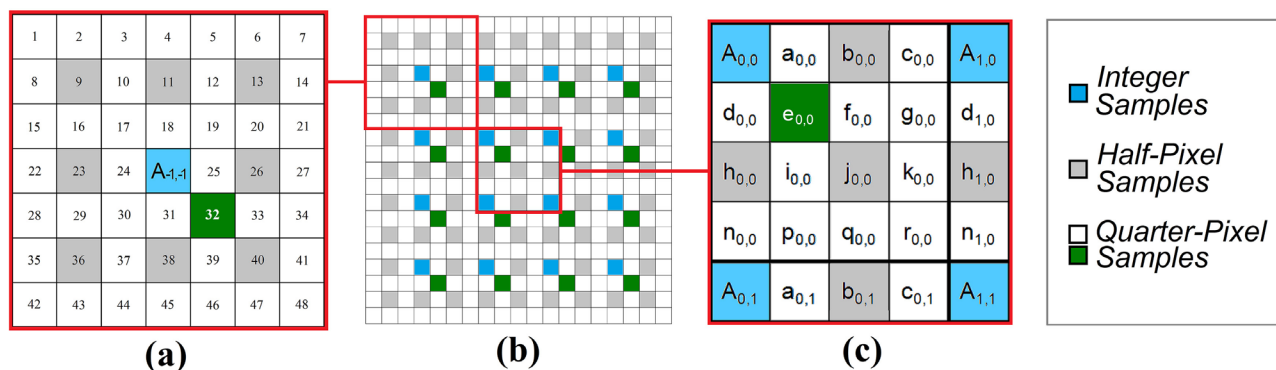 1 2 3 4 5 6 7
8 9 10 11 12 13 14
15 16 17 18 19 20 21
22 23 24 A-1,-1 25 26 27
28 29 30 31 32 33 34
35 36 37 38 39 40 41
42 43 44 45 46 47 48
(a)
(b)
A0,0 a0,0 b0,0 c0,0 A1,0
d0,0 e0,0 f0,0 g0,0 d1,0
h0,0 i0,0 j0,0 k0,0 h1,0
n0,0 p0,0 q0,0 r0,0 n1,0
A0,1 a0,1 b0,1 c0,1 A1,1
(c)
Integer
Samples
Half-Pixel
Samples
Quarter-Pixel
Samples